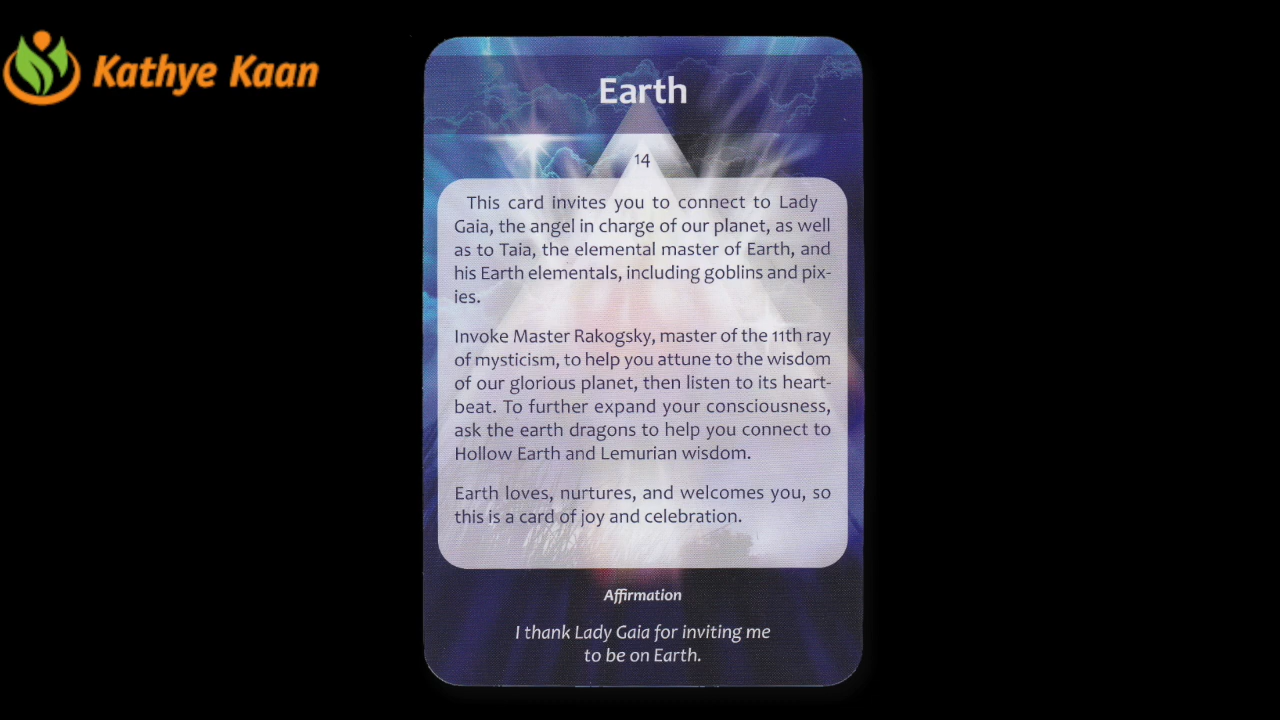 Kathye Kaan
Earth
14
This card invites you to connect to Lady
Gaia, the angel in charge of our planet, as well
as to Taia, the elemental master of Earth, and
his Earth elementals, including goblins and pix-
ies.
Invoke Master Rakogsky, master of the 11th ray
of mysticism, to help you attune to the wisdom
of our glorious planet, then listen to its heart-
beat. To further expand your consciousness,
ask the earth dragons to help you connect to
Hollow Earth and Lemurian wisdom.
Earth loves, nurtures, and welcomes you, so
this is a card of joy and celebration.
Affirmation
I thank Lady Gaia for inviting me
to be on Earth.